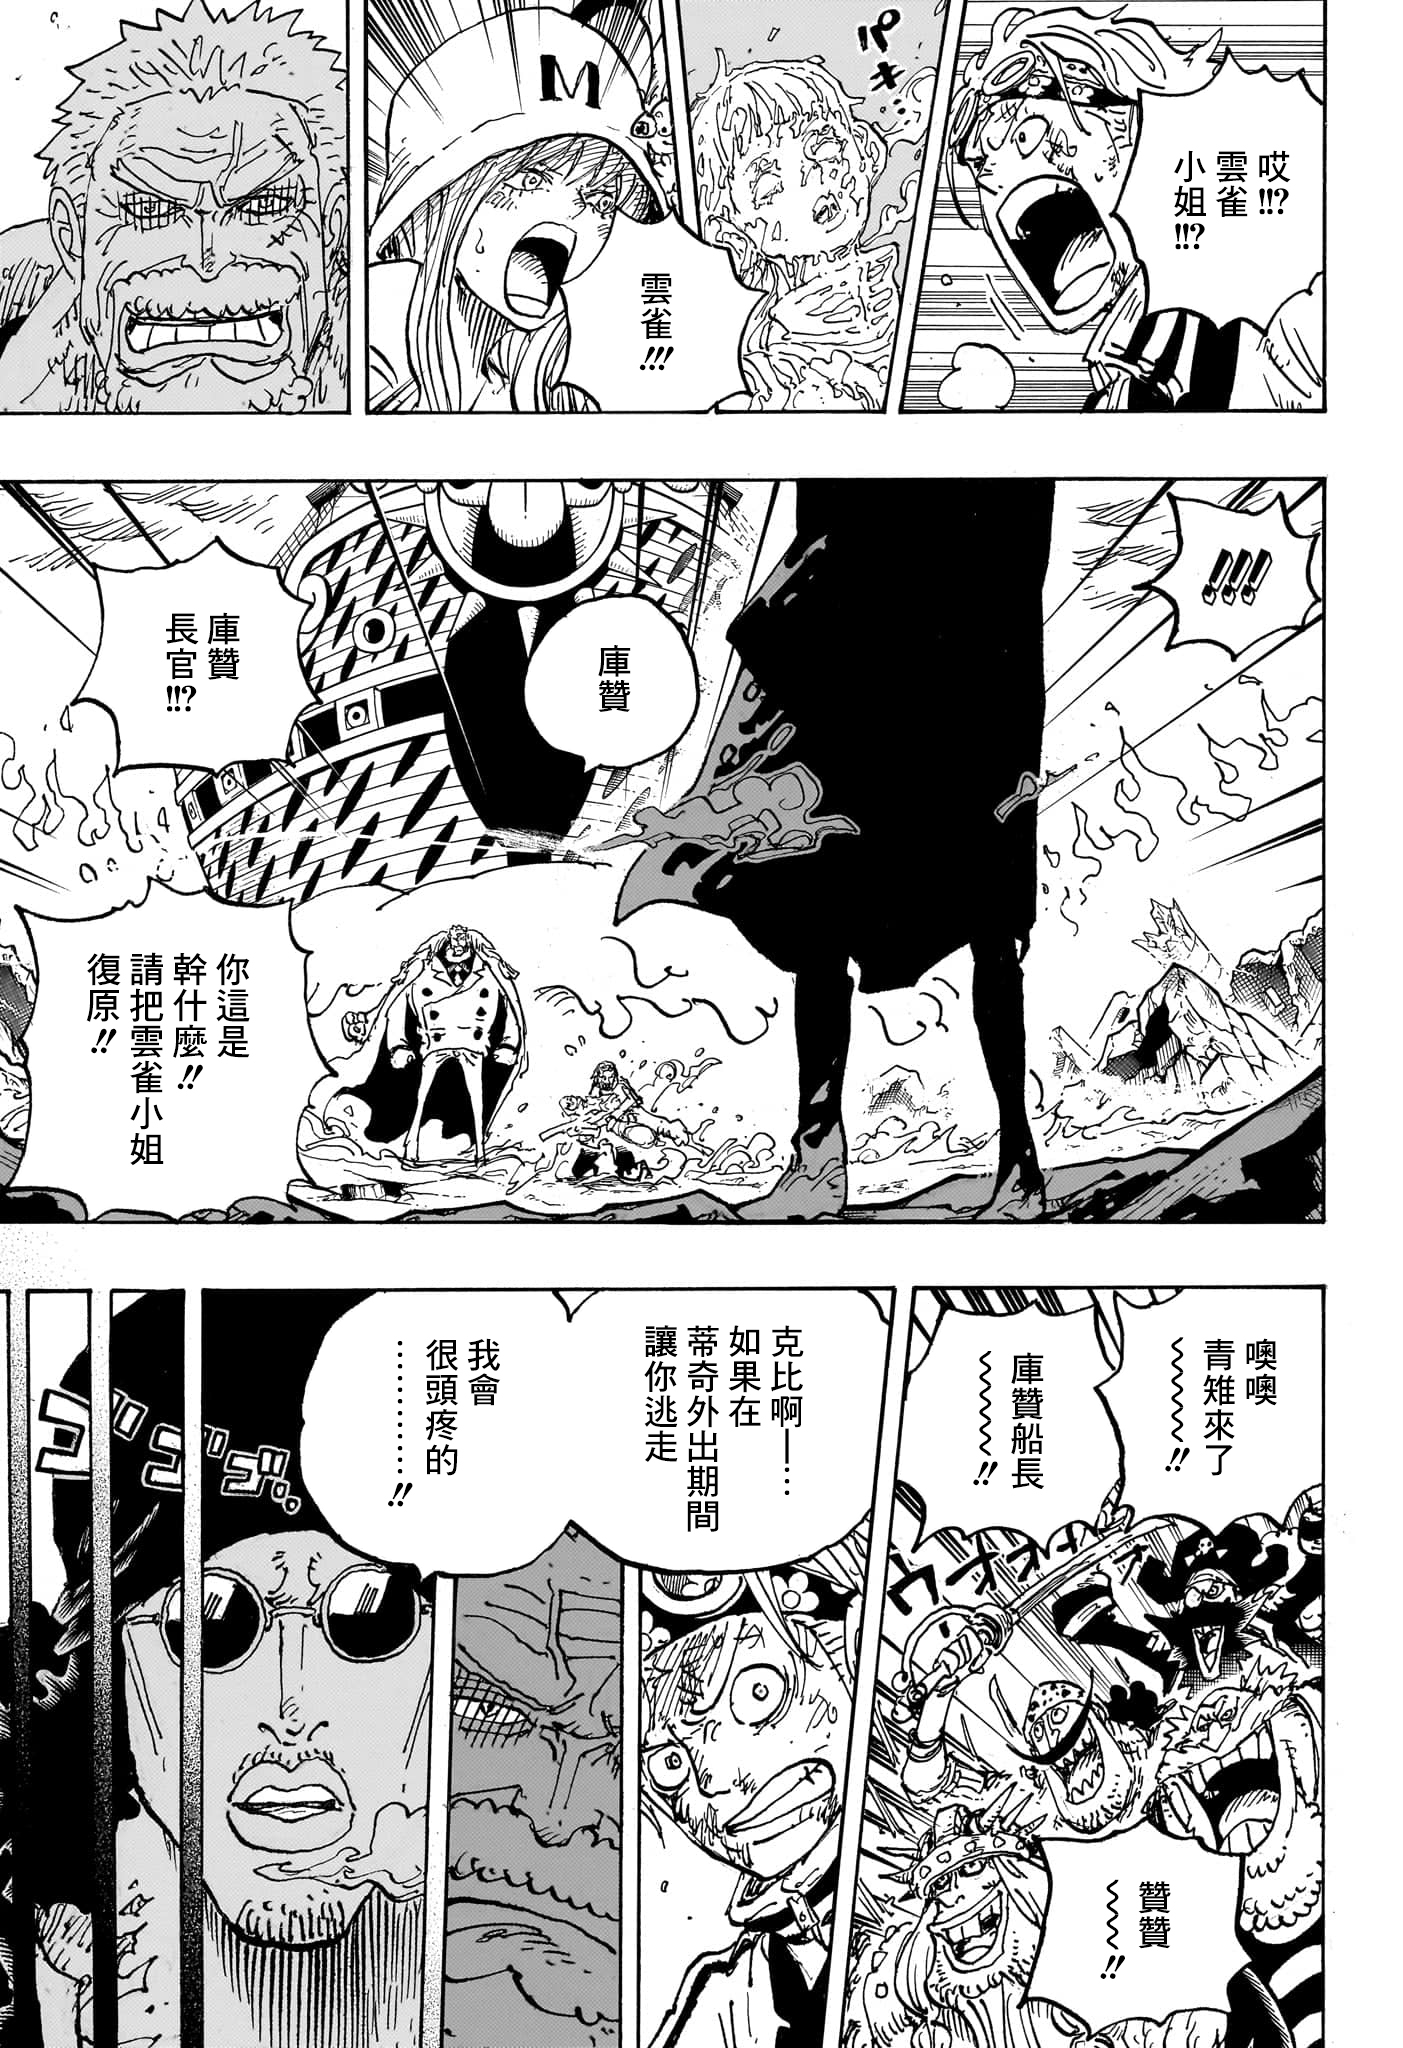 哎!!?
雲雀!!?
小姐!!?
パキ…
雲雀!!!
M
!!!!
庫贊
庫贊
長官!!?
你這是
幹什麼!!
請把雲雀小姐
復原!!
噢噢
青雉來了
〜〜〜〜!!
庫贊船長
〜〜〜〜!!
ウオオオオ
贊贊
〜〜〜!!
克比啊——…
如果在
蒂奇外出期間
讓你逃走
我會
很頭疼的
…………!!
ゴゴゴゴ…